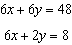 6x + 6y = 48
6x + 2y = 8